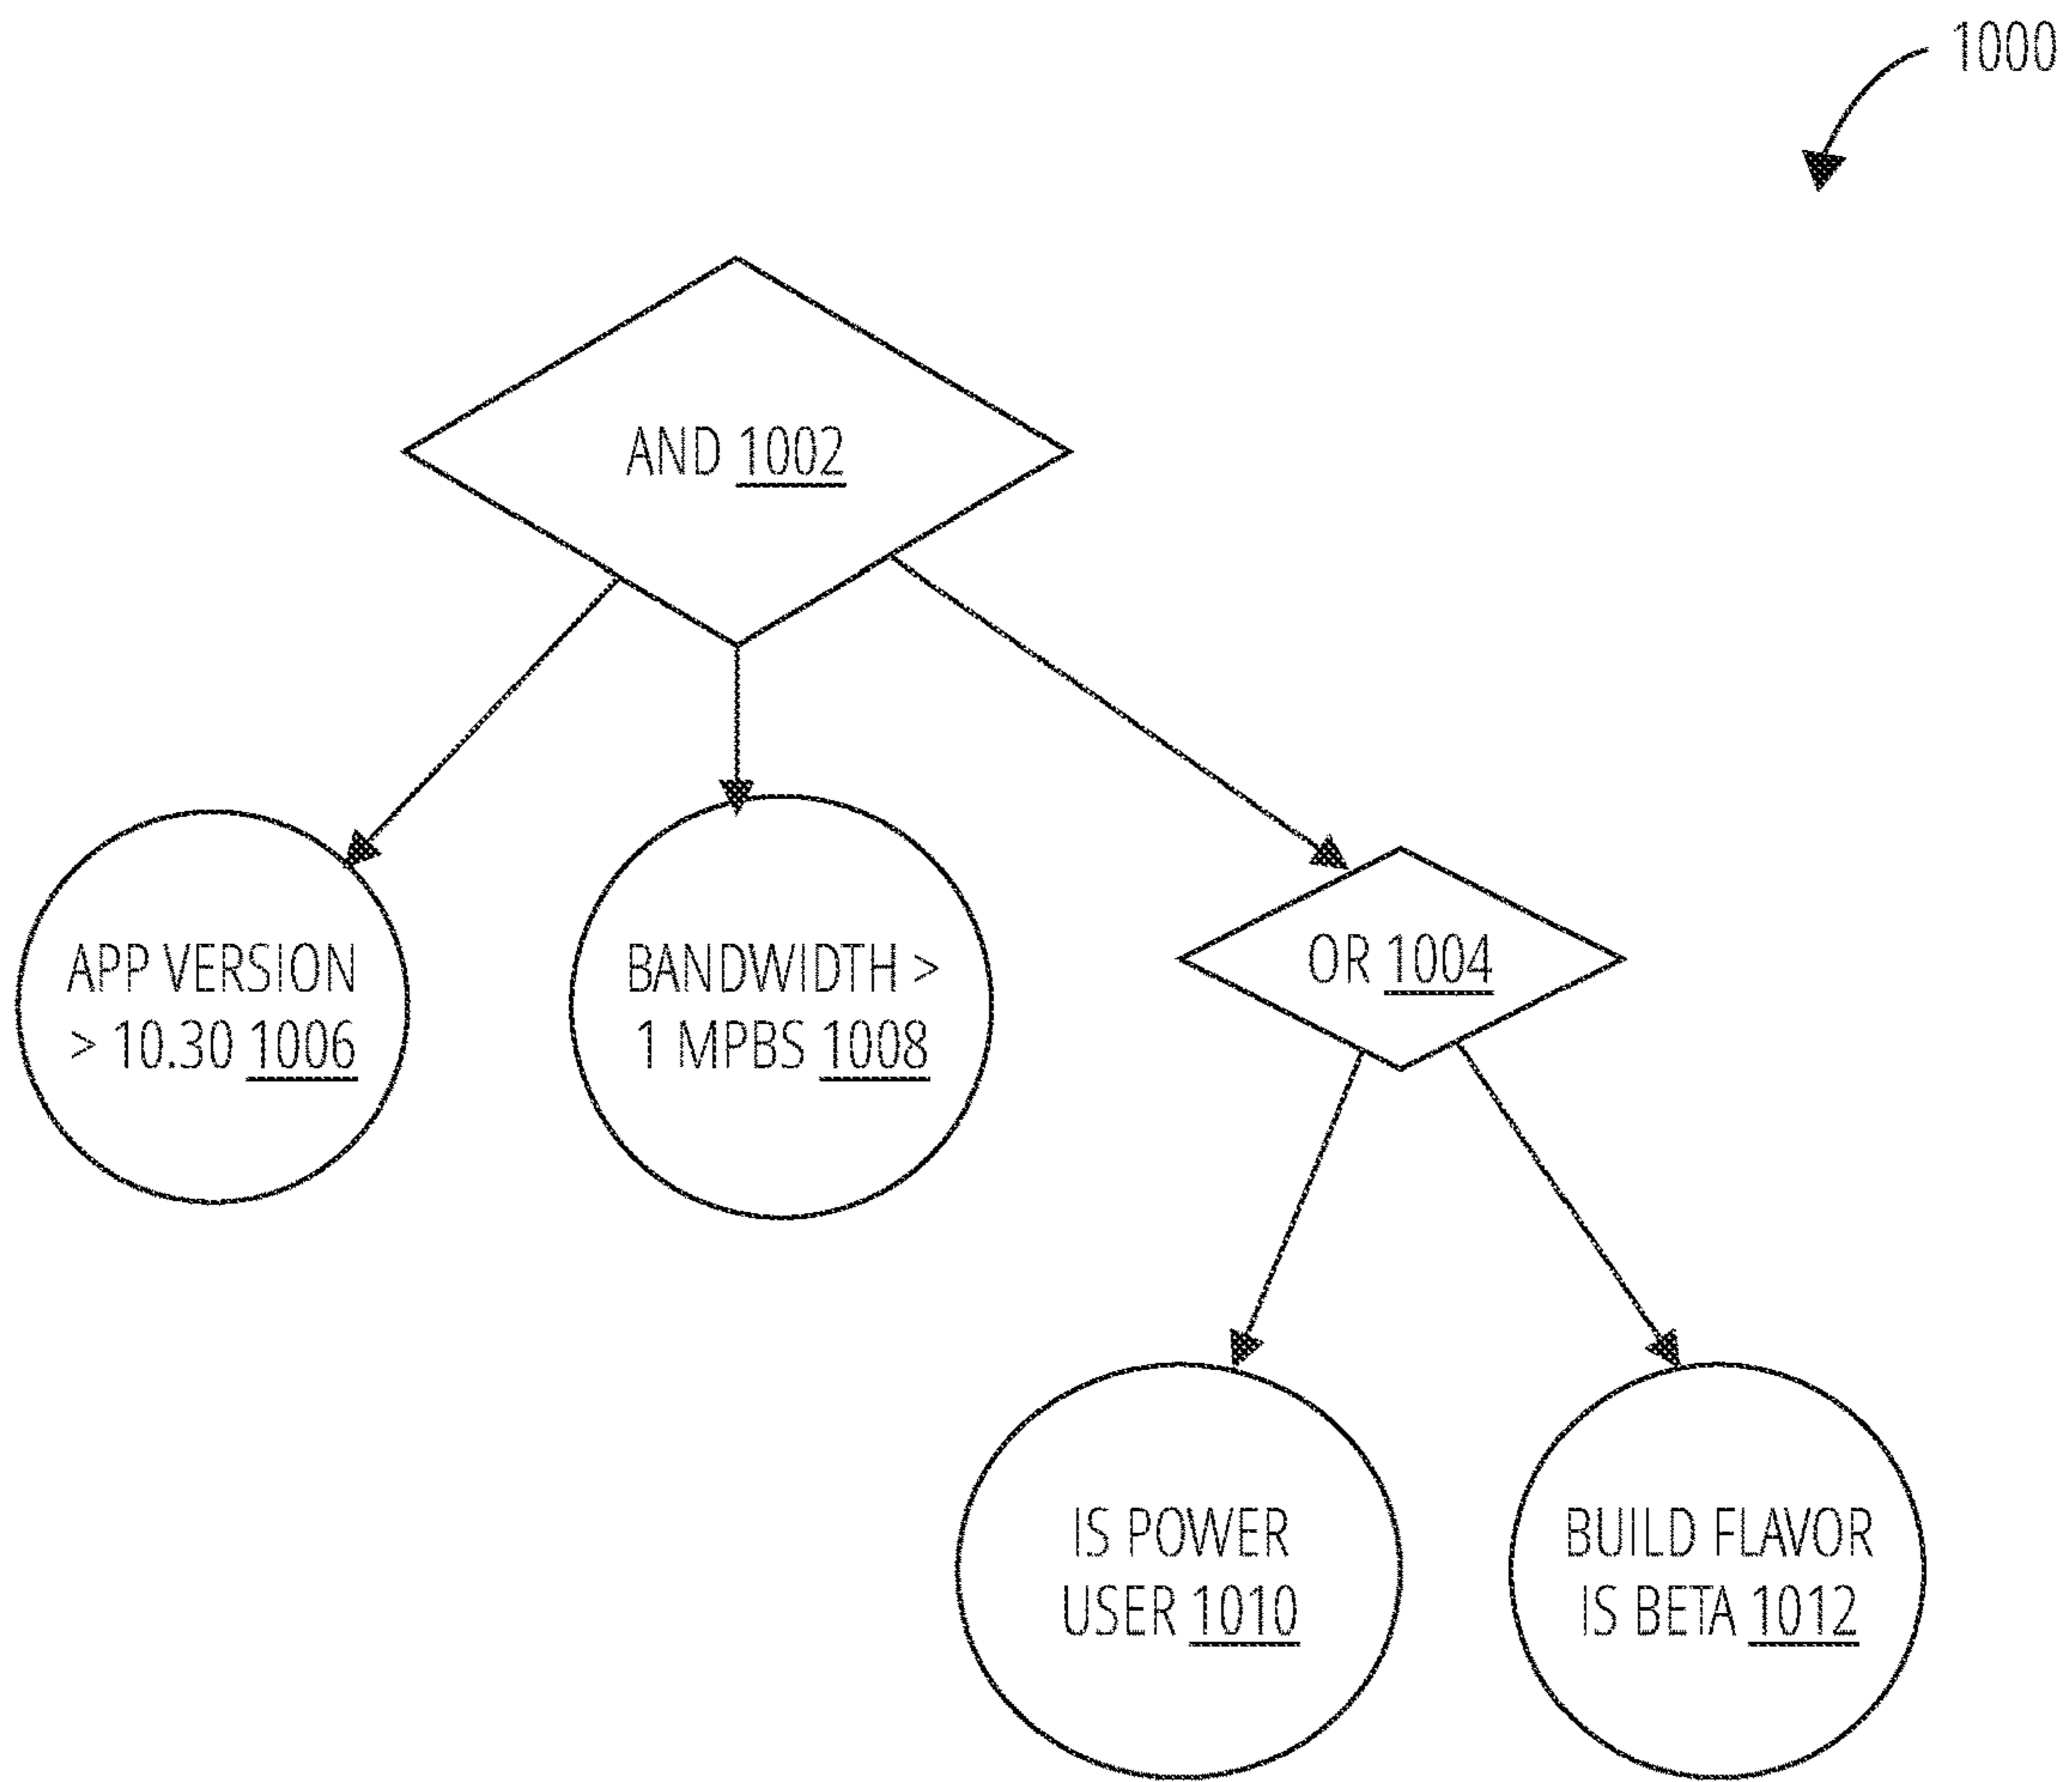 1000
AND 1002
APP VERSION
> 10.30 1006
BANDWIDTH >
1 MPBS 1008
OR 1004
IS POWER
USER 1010
BUILD FLAVOR
IS BETA 1012